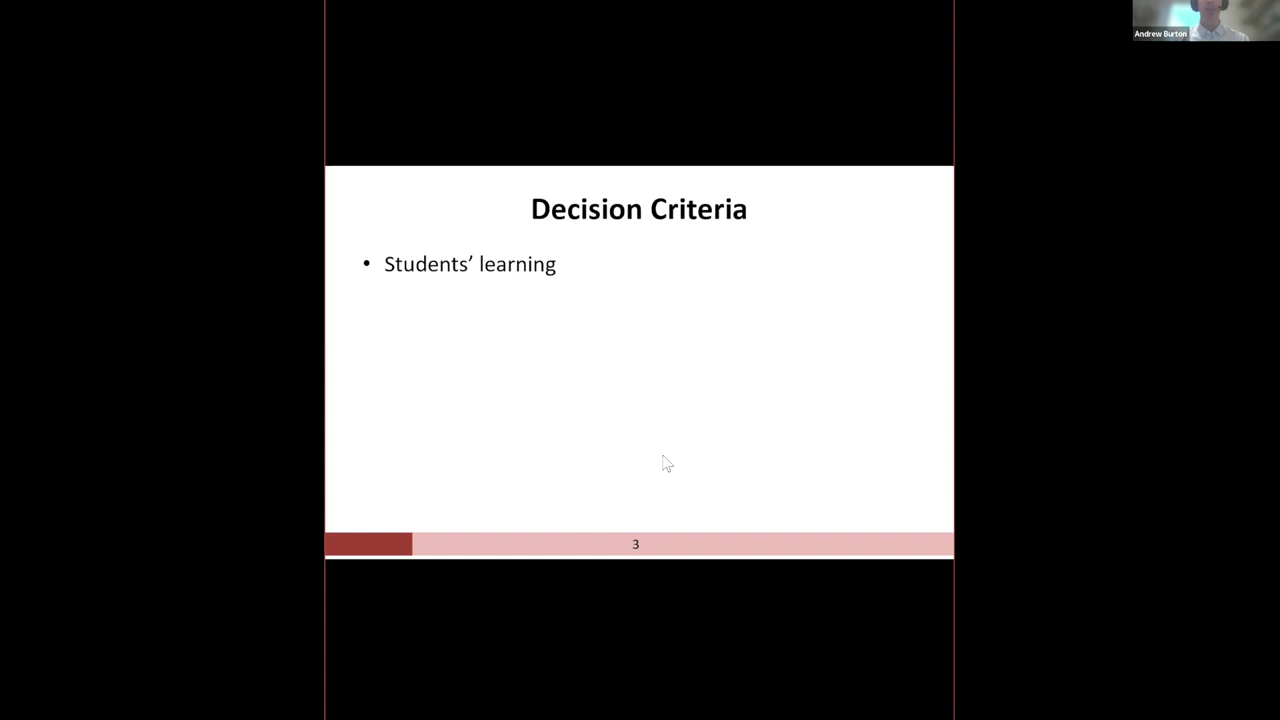 Andrew Burton
Decision Criteria
• Students’ learning
3